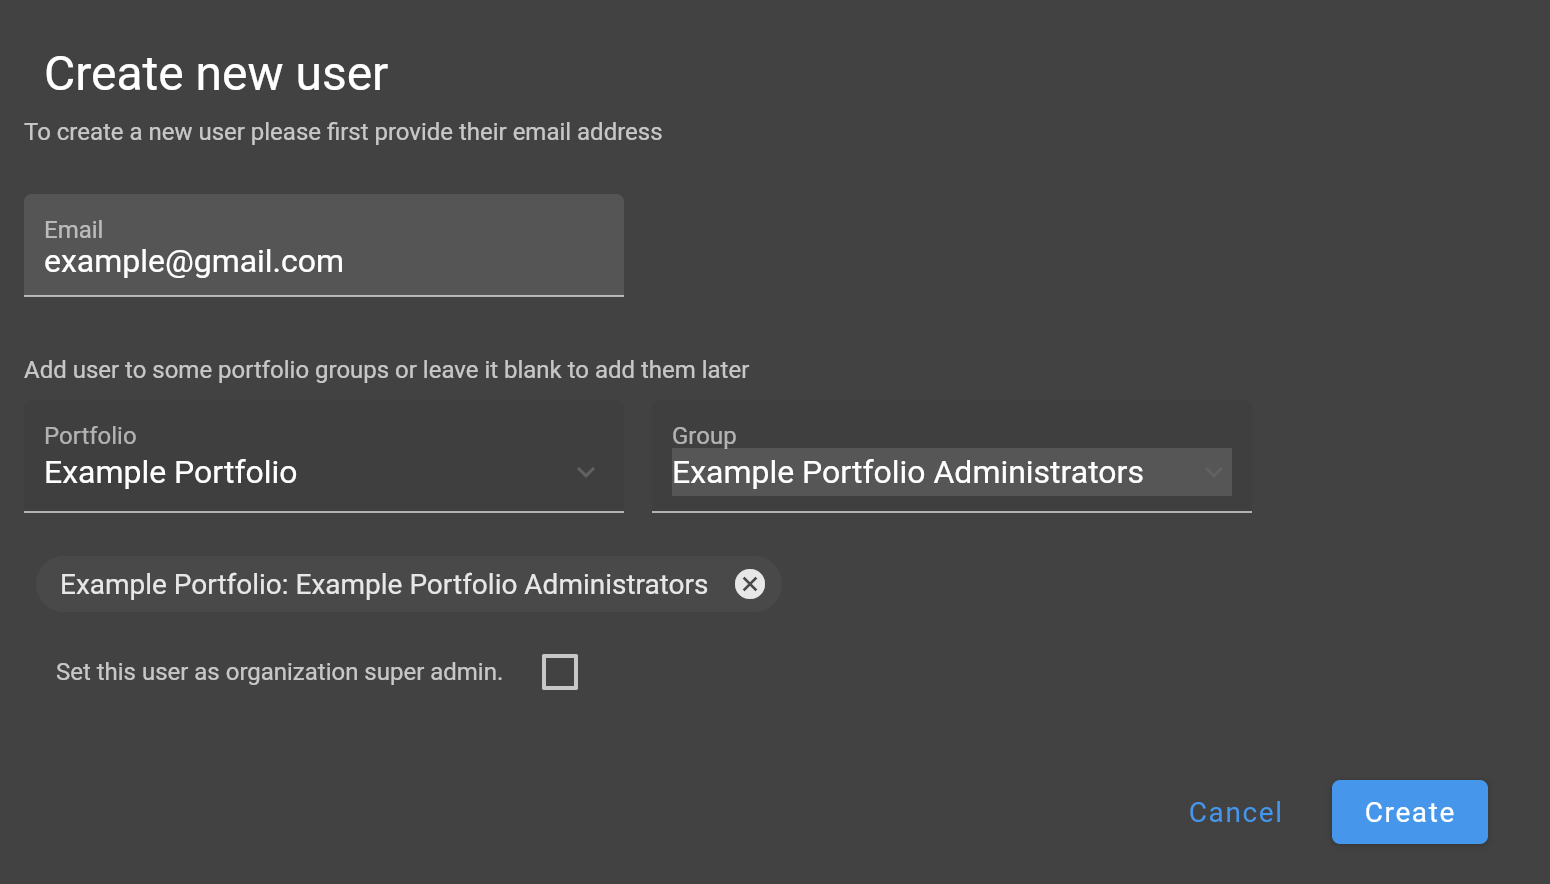 Create new user
To create a new user please first provide their email address
Email
example@gmail.com
Add user to some portfolio groups or leave it blank to add them later
Portfolio
Example Portfolio
Group
Example Portfolio Administrators
Example Portfolio: Example Portfolio Administrators
Set this user as organization super admin.
Cancel
Create